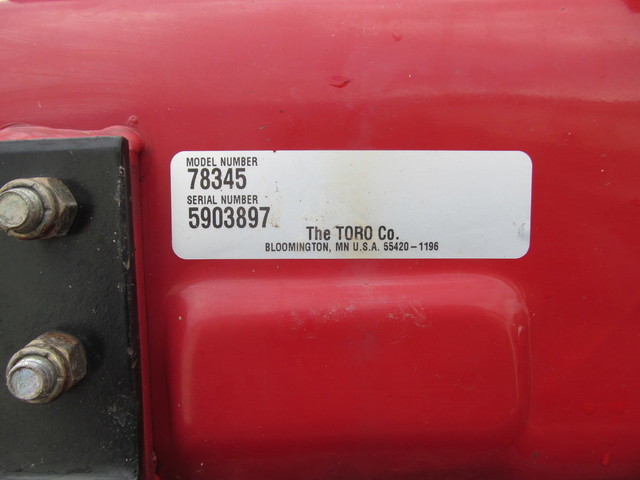 MODEL NUMBER
78345
SERIAL NUMBER
5903897
The TORO Co.
BLOOMINGTON, MN U.S.A. 55420-1196